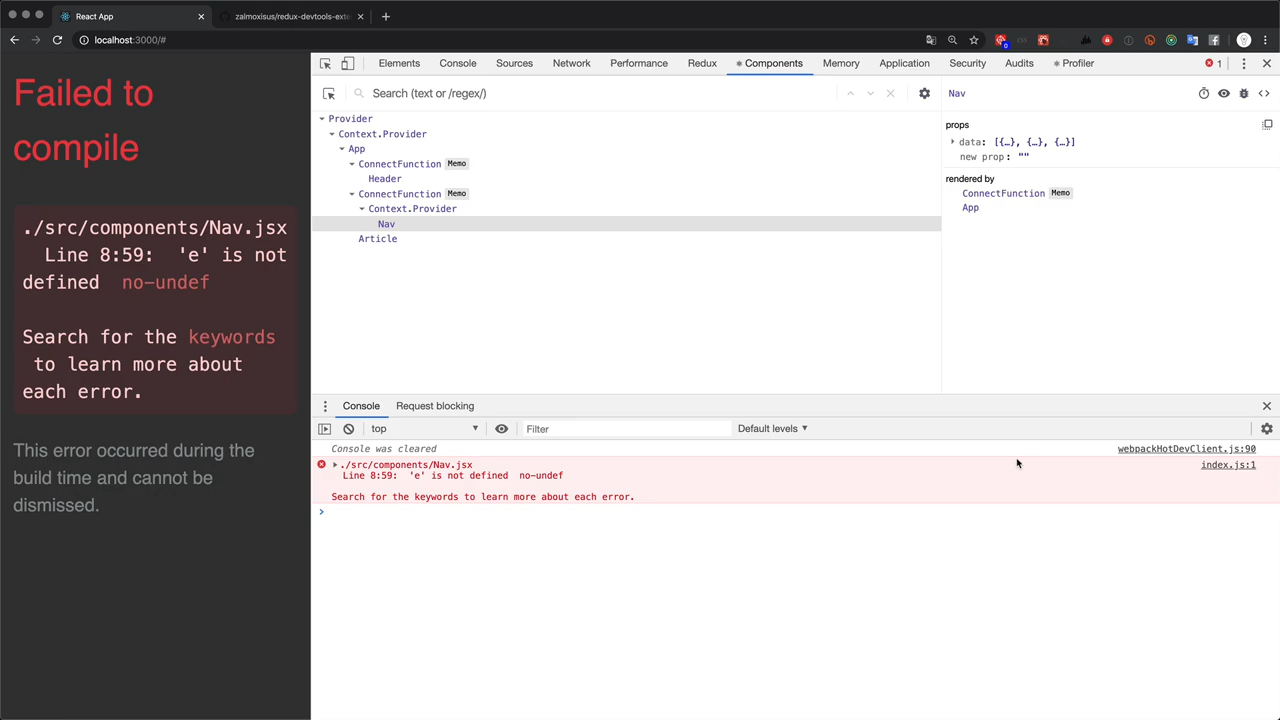 React App
zalmoxisus/redux-devtools-exte
localhost:3000/#
Failed to
compile
./src/components/Nav.jsx
Line 8:59: 'e' is not
defined no-undef
Search for the keywords
to learn more about
each error.
This error occurred during the
build time and cannot be
dismissed.
Elements Console Sources Network Performance Redux Components Memory Application Security Audits Profiler 1
Search (text or /regex/)
Provider
Context.Provider
App
ConnectFunction Memo
Header
ConnectFunction Memo
Context.Provider
Nav
Article
Nav
props
data: [{…}, {…}, {…}]
new prop: ""
rendered by
ConnectFunction Memo
App
Console Request blocking
top Filter Default levels
Console was cleared webpackHotDevClient.js:90
./src/components/Nav.jsx index.js:1
Line 8:59: 'e' is not defined no-undef
Search for the keywords to learn more about each error.